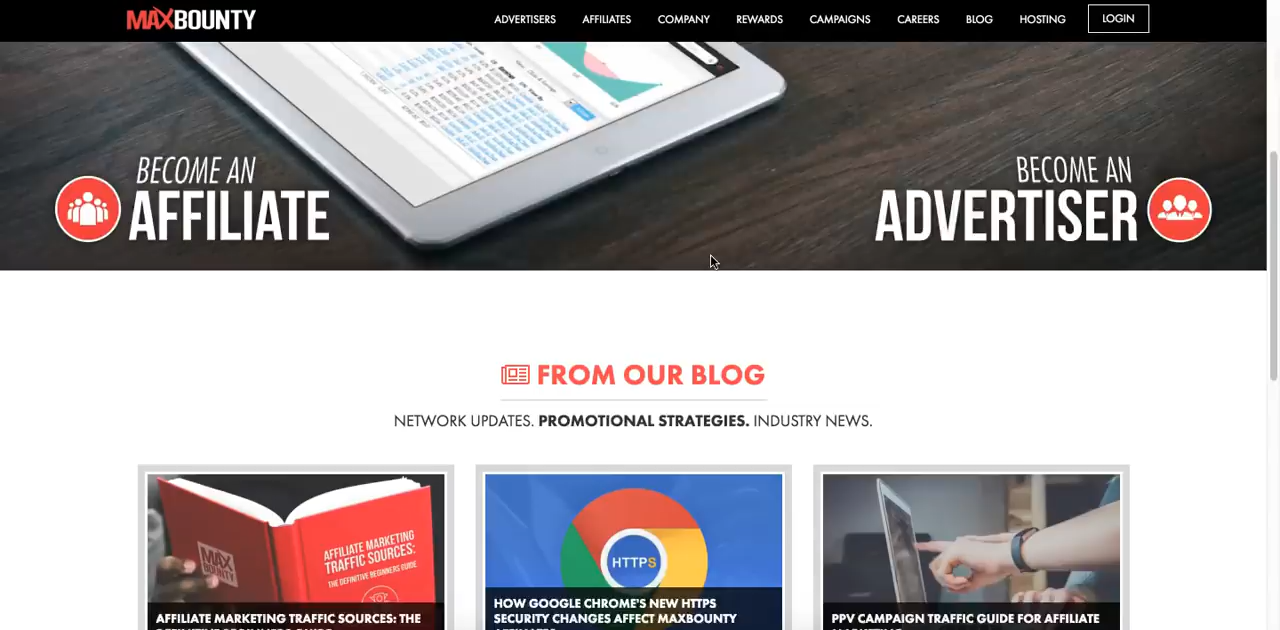 MAXBOUNTY
ADVERTISERS AFFILIATES COMPANY REWARDS CAMPAIGNS CAREERS BLOG HOSTING LOGIN
BECOME AN
AFFILIATE
BECOME AN
ADVERTISER
FROM OUR BLOG
NETWORK UPDATES. PROMOTIONAL STRATEGIES. INDUSTRY NEWS.
MAX
BOUNTY
AFFILIATE MARKETING
TRAFFIC SOURCES:
THE DEFINITIVE BEGINNERS GUIDE
AFFILIATE MARKETING TRAFFIC SOURCES: THE
HTTPS
HOW GOOGLE CHROME'S NEW HTTPS
SECURITY CHANGES AFFECT MAXBOUNTY
PPV CAMPAIGN TRAFFIC GUIDE FOR AFFILIATE